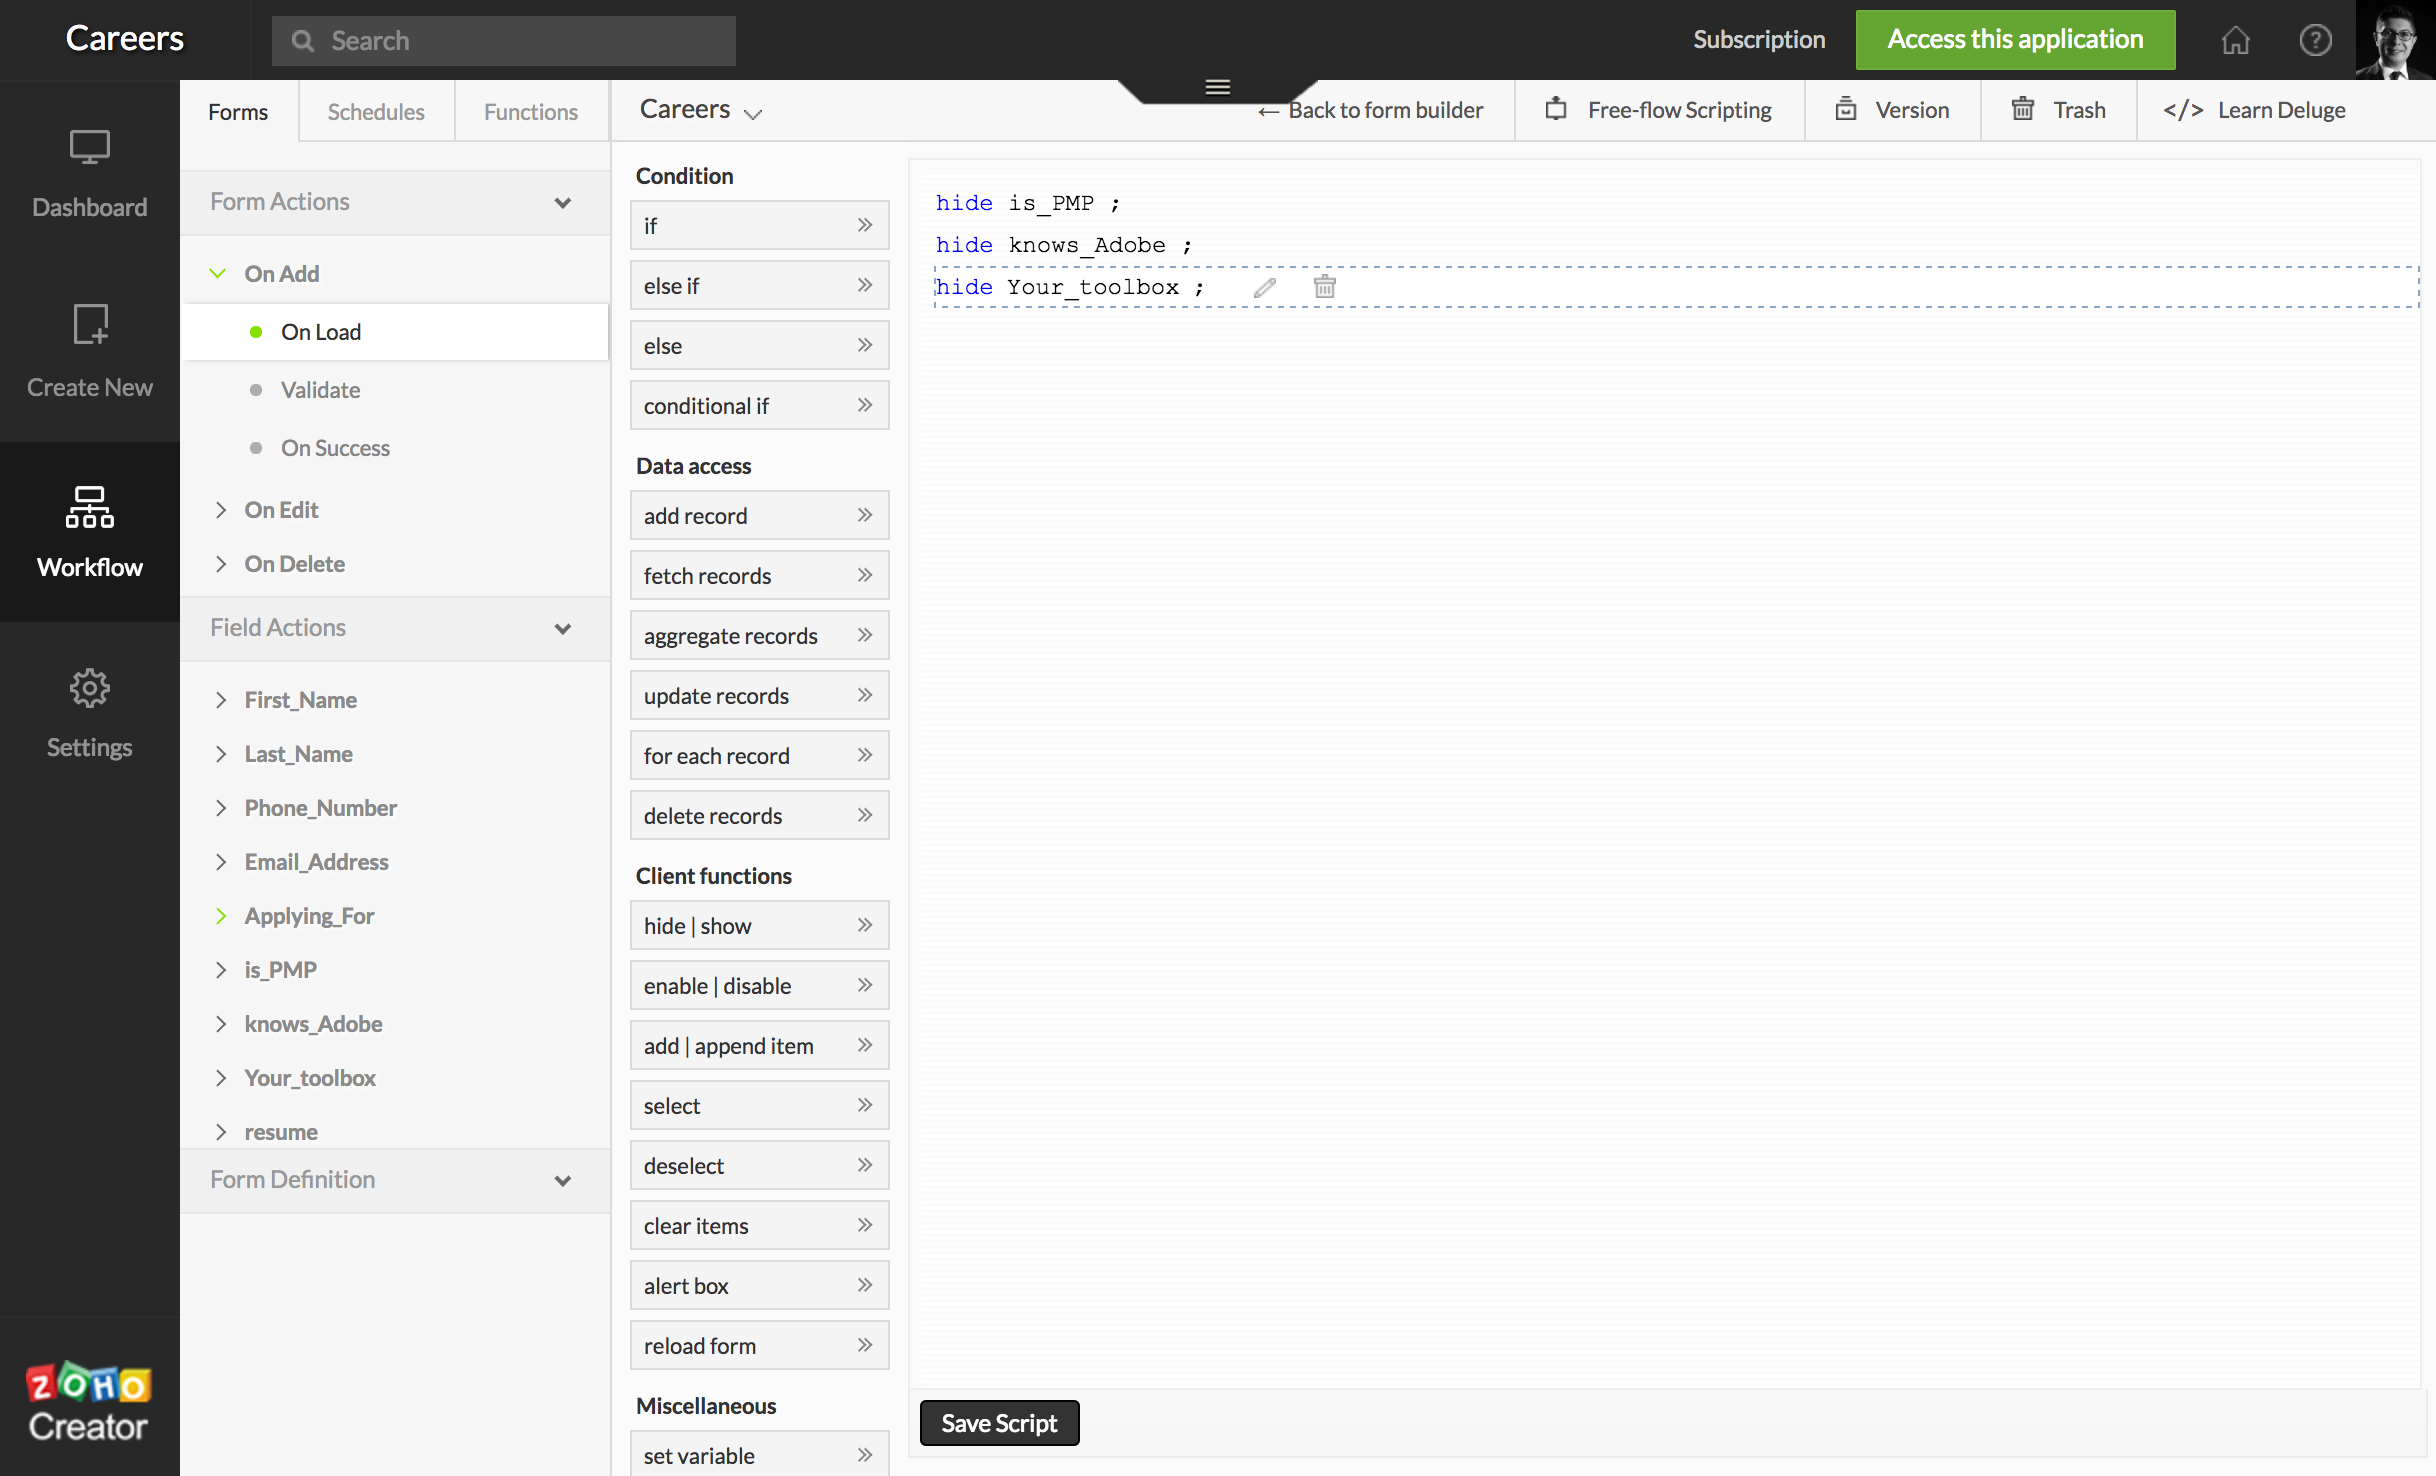 Careers
Search
Subscription
Access this application
Dashboard
Create New
Workflow
Settings
ZOHO
Creator
Forms
Schedules
Functions
Form Actions
On Add
On Load
Validate
On Success
On Edit
On Delete
Field Actions
First_Name
Last_Name
Phone_Number
Email_Address
Applying_For
is_PMP
knows_Adobe
Your_toolbox
resume
Form Definition
Careers
← Back to form builder
Free-flow Scripting
Version
Trash
</> Learn Deluge
Condition
if
else if
else
conditional if
Data access
add record
fetch records
aggregate records
update records
for each record
delete records
Client functions
hide | show
enable | disable
add | append item
select
deselect
clear items
alert box
reload form
Miscellaneous
set variable
hide is_PMP ;
hide knows_Adobe ;
hide Your_toolbox ;
Save Script